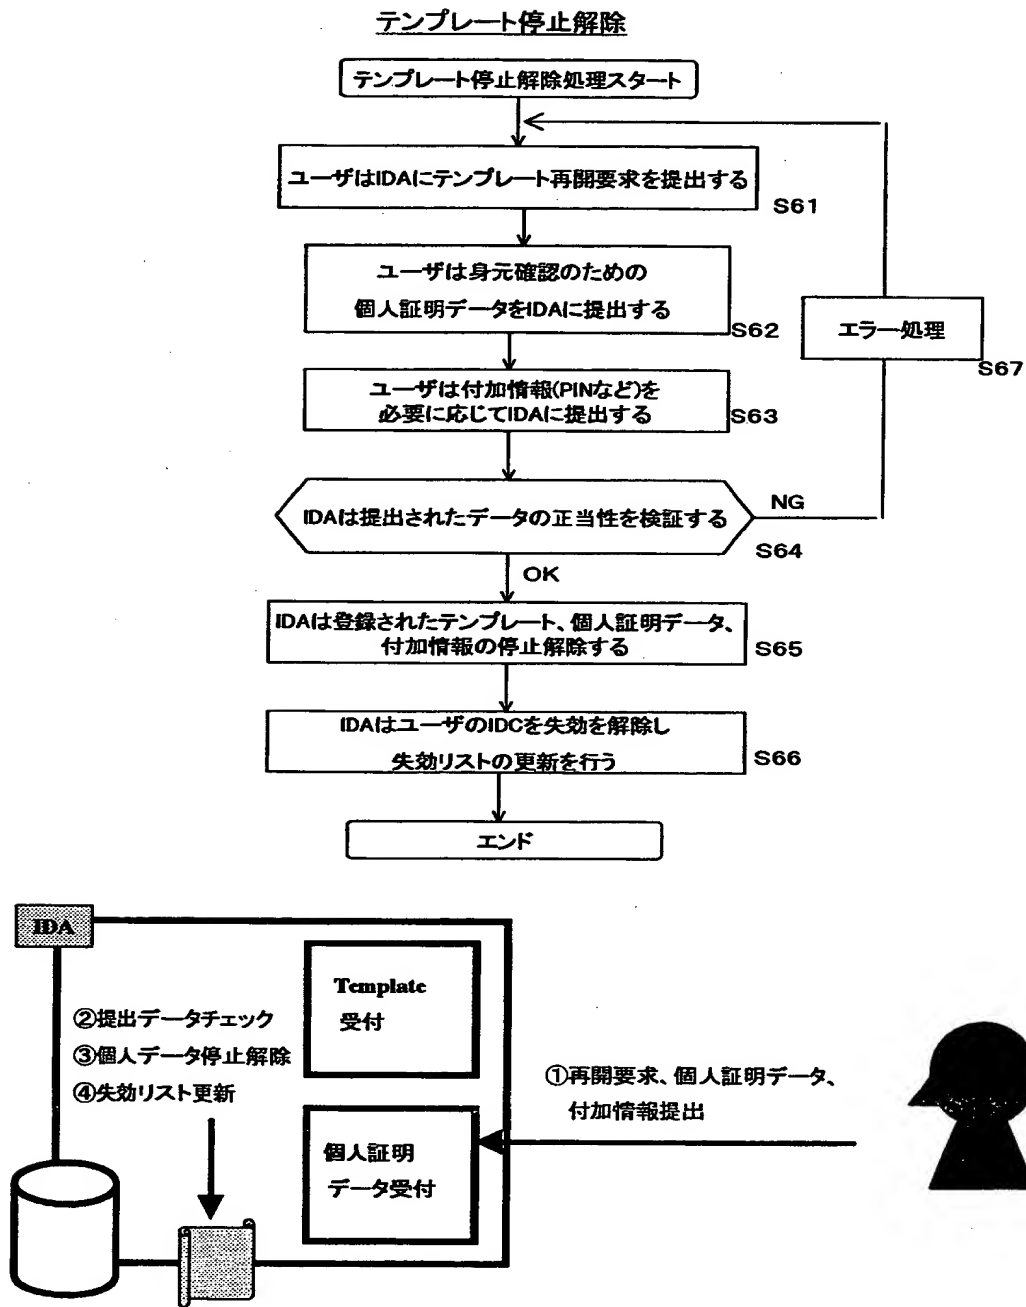 テンプレート停止解除
テンプレート停止解除処理スタート
ユーザはIDAにテンプレート再開要求を提出する
S61
ユーザは身元確認のための
個人証明データをIDAに提出する
S62
エラー処理
S67
ユーザは付加情報(PINなど)を
必要に応じてIDAに提出する
S63
IDAは提出されたデータの正当性を検証する
NG
S64
OK
IDAは登録されたテンプレート、個人証明データ、
付加情報の停止解除する
S65
IDAはユーザのIDCを失効を解除し
失効リストの更新を行う
S66
エンド
IDA
Template
受付
②提出データチェック
③個人データ停止解除
④失効リスト更新
①再開要求、個人証明データ、
付加情報提出
個人証明
データ受付